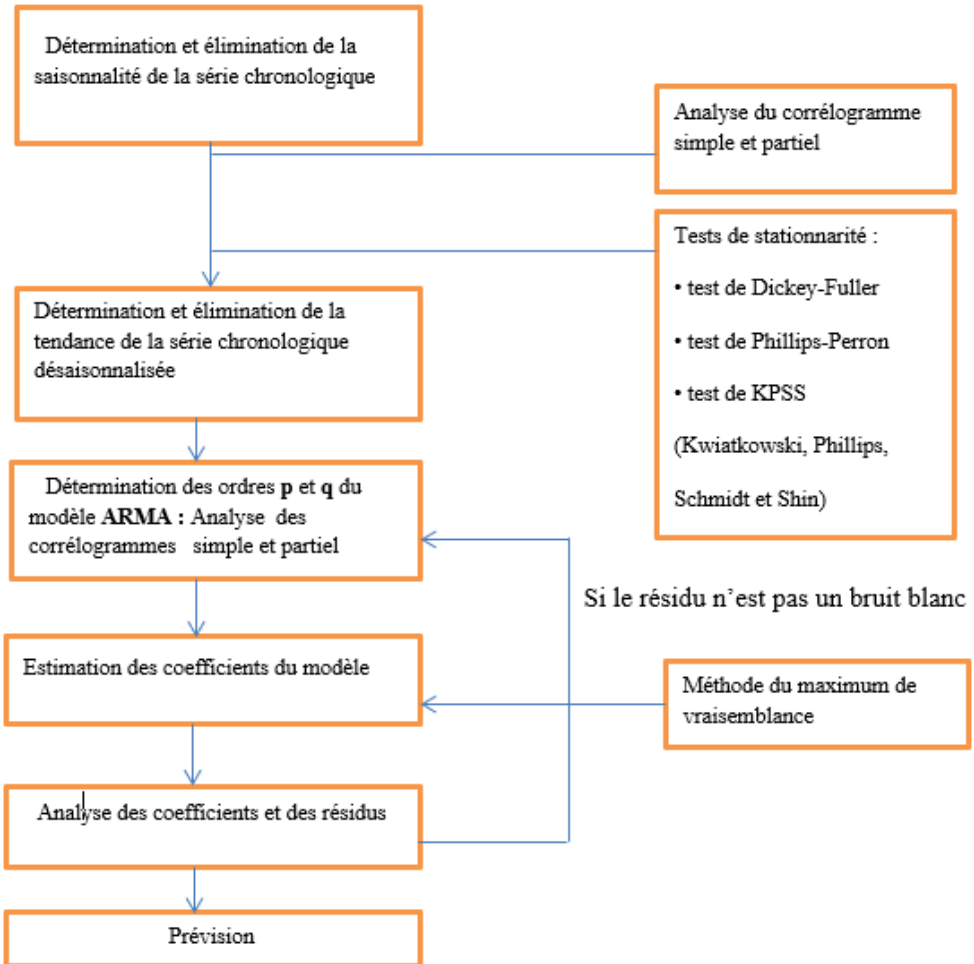 Détermination et élimination de la
saisonnalité de la série chronologique
Analyse du corrélogramme
simple et partiel
Tests de stationnarité :
• test de Dickey-Fuller
• test de Phillips-Perron
• test de KPSS
(Kwiatkowski, Phillips,
Schmidt et Shin)
Détermination et élimination de la
tendance de la série chronologique
désaisonnalisée
Détermination des ordres p et q du
modèle ARMA : Analyse des
corrélogrammes simple et partiel
Si le résidu n’est pas un bruit blanc
Estimation des coefficients du modèle
Méthode du maximum de
vraisemblance
Analyse des coefficients et des résidus
Prévision